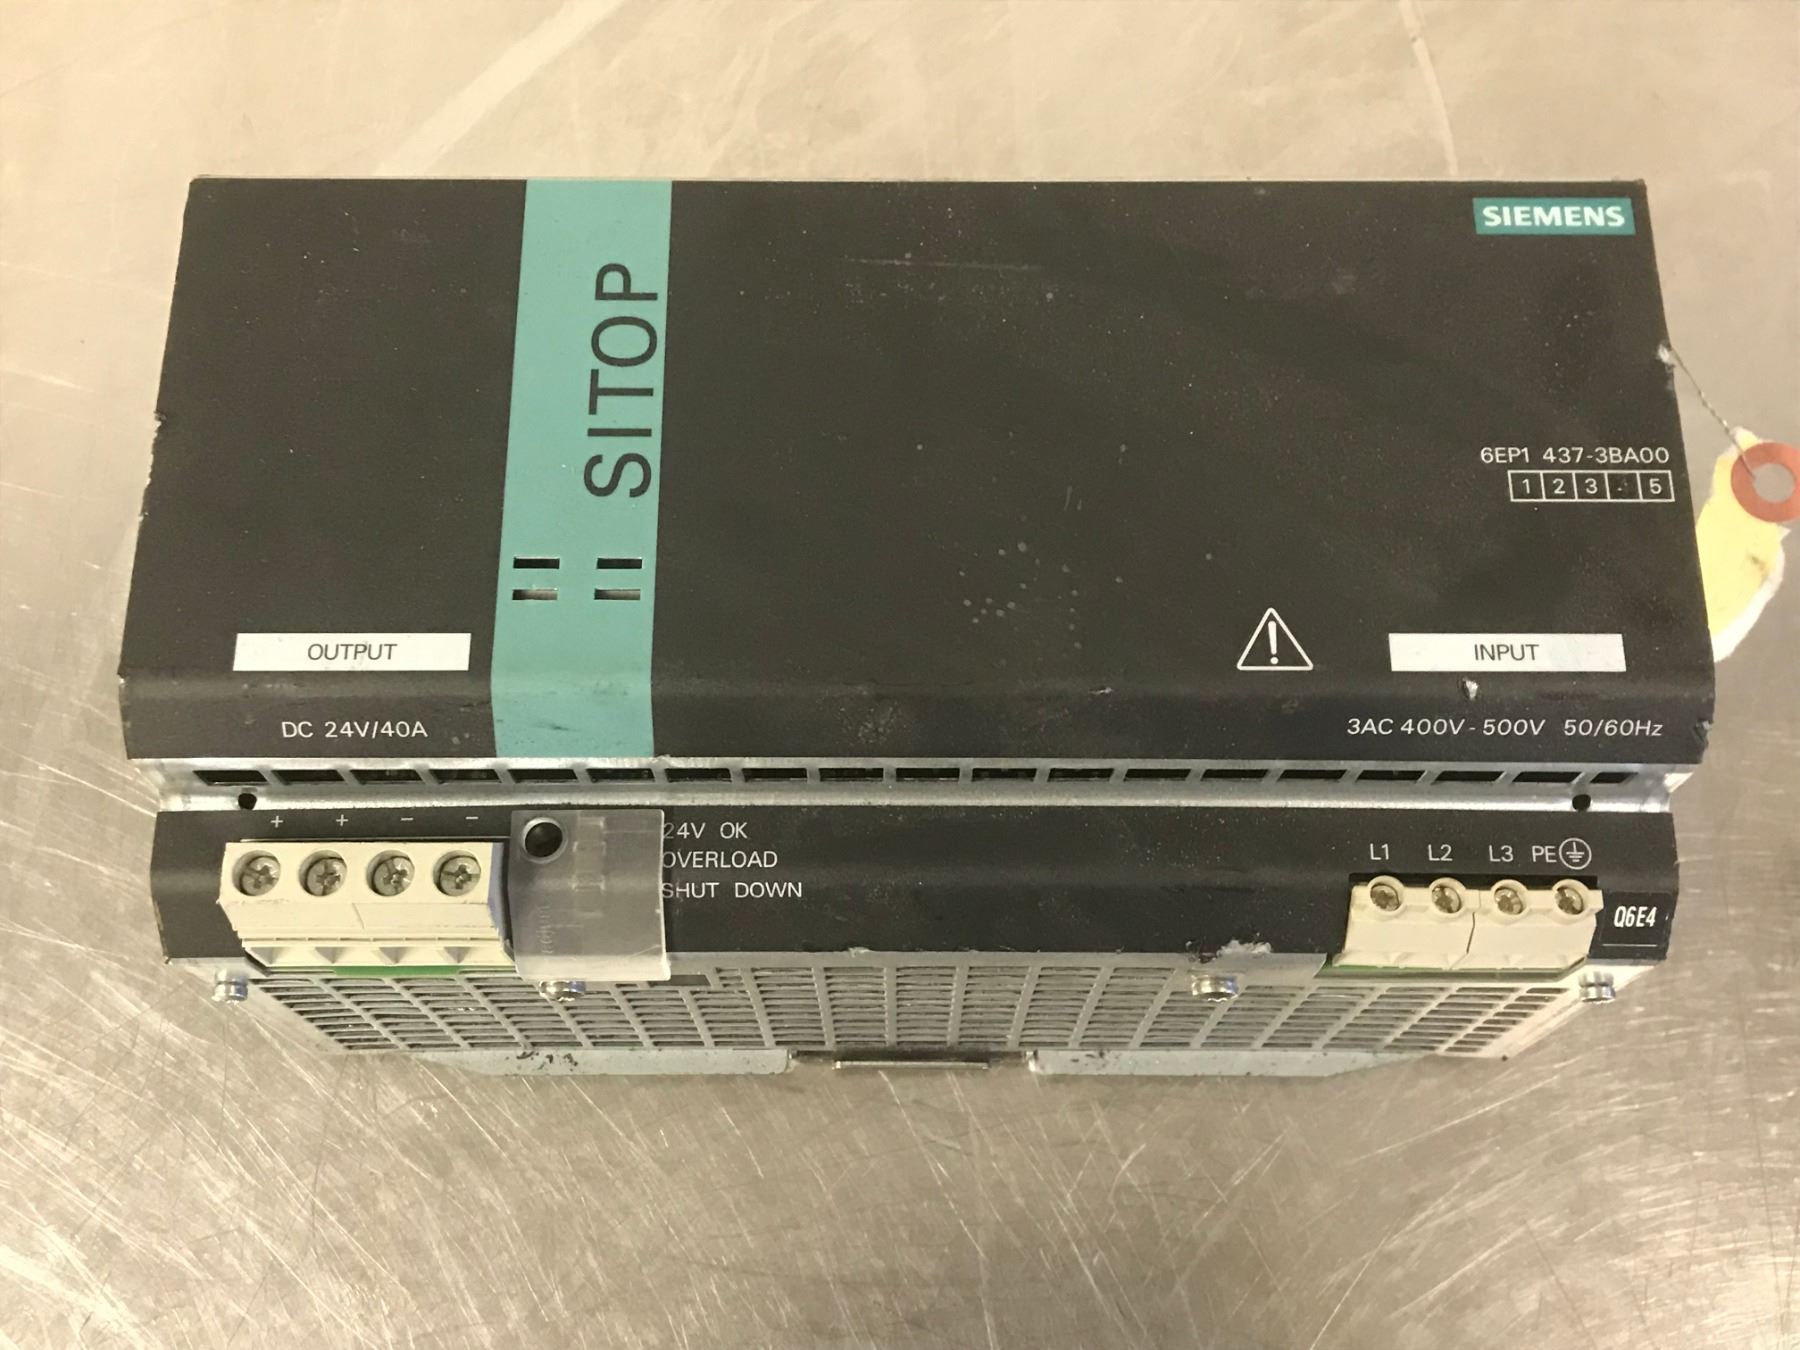 SIEMENS
SITOP
6EP1 437-3BA00
1 2 3 5
OUTPUT
INPUT
DC 24V/40A
3AC 400V - 500V 50/60Hz
+ + - -
24V OK
OVERLOAD
SHUT DOWN
L1 L2 L3 PE
Q6E4